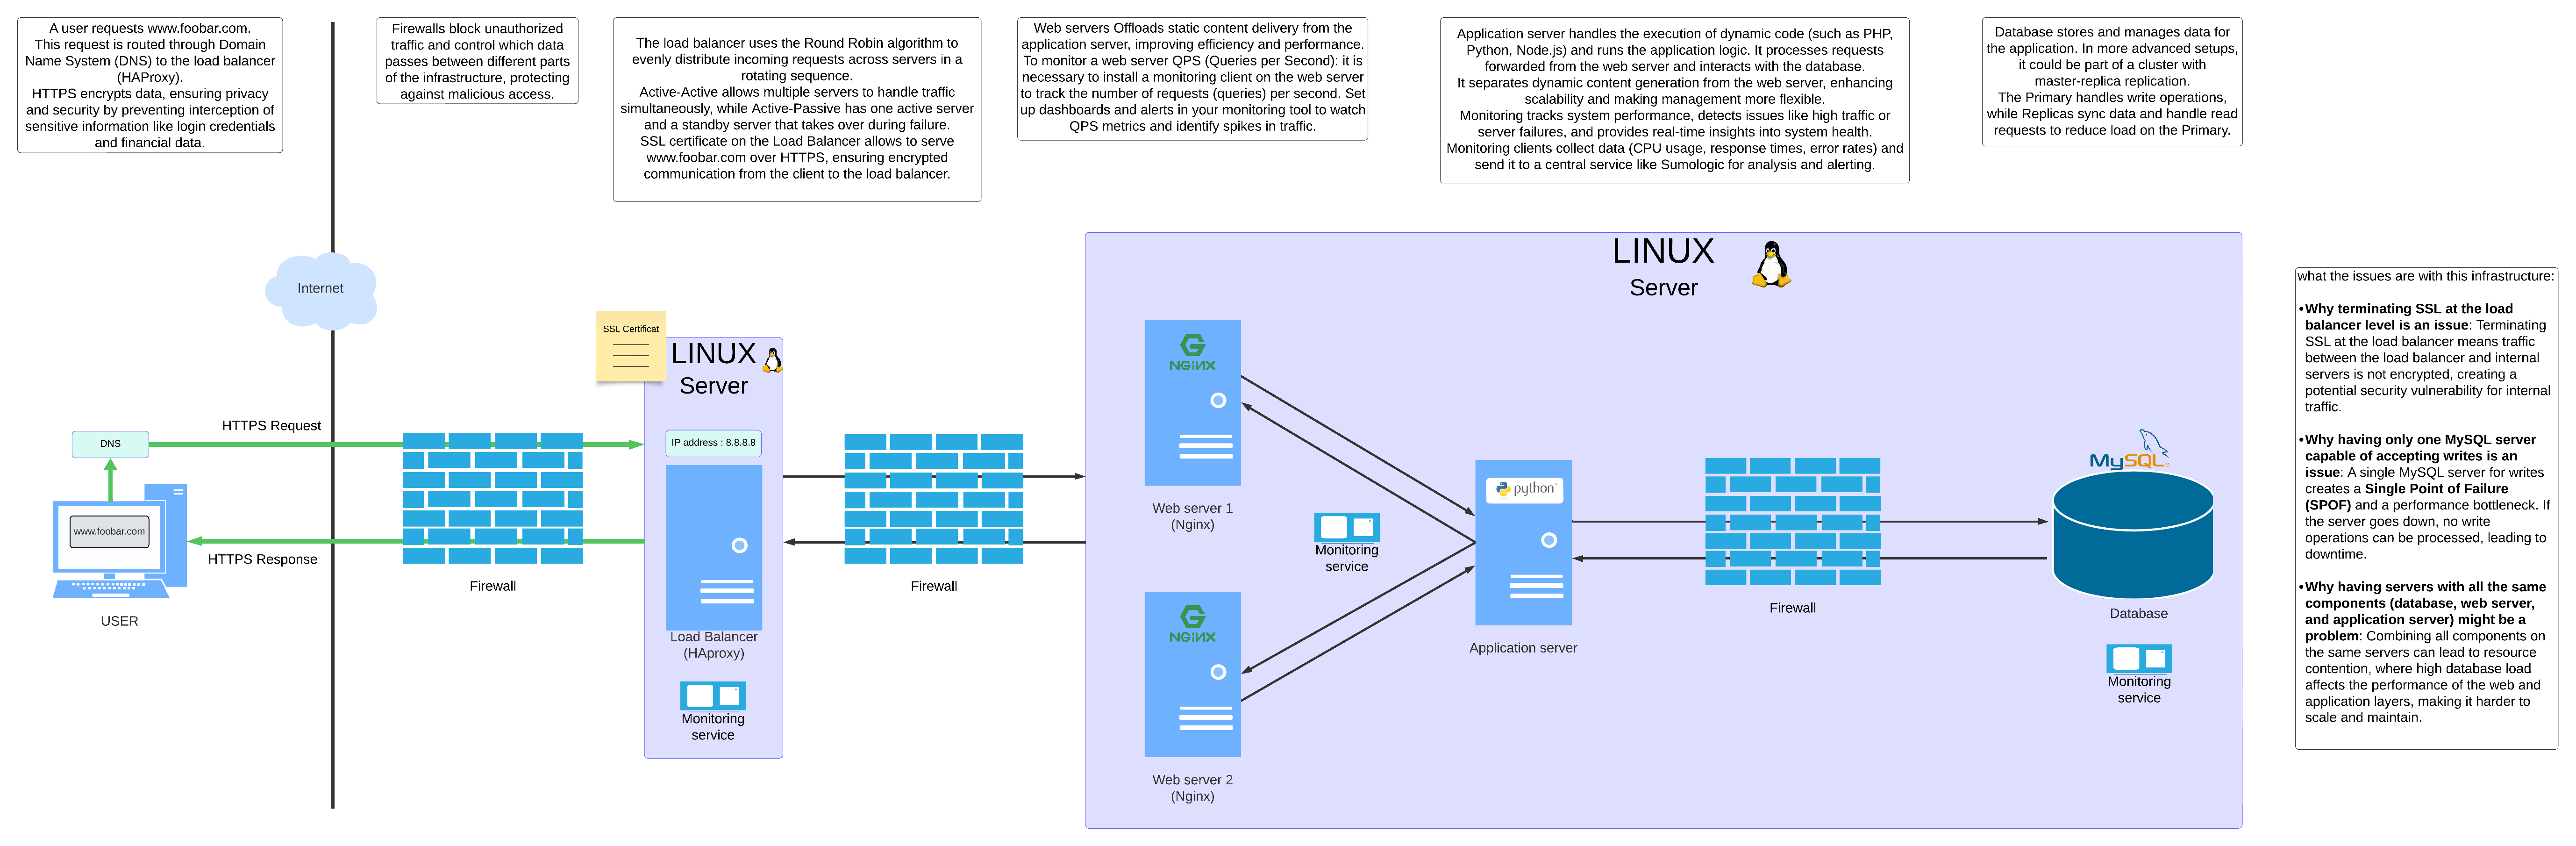 A user requests www.foobar.com.
This request is routed through Domain
Name System (DNS) to the load balancer
(HAProxy).
HTTPS encrypts data, ensuring privacy
and security by preventing interception of
sensitive information like login credentials
and financial data.
Firewalls block unauthorized
traffic and control which data
passes between different parts
of the infrastructure, protecting
against malicious access.
The load balancer uses the Round Robin algorithm to
evenly distribute incoming requests across servers in a
rotating sequence.
Active-Active allows multiple servers to handle traffic
simultaneously, while Active-Passive has one active server
and a standby server that takes over during failure.
SSL certificate on the Load Balancer allows to serve
www.foobar.com over HTTPS, ensuring encrypted
communication from the client to the load balancer.
Web servers Offloads static content delivery from the
application server, improving efficiency and performance.
To monitor a web server QPS (Queries per Second): it is
necessary to install a monitoring client on the web server
to track the number of requests (queries) per second. Set
up dashboards and alerts in your monitoring tool to watch
QPS metrics and identify spikes in traffic.
Application server handles the execution of dynamic code (such as PHP,
Python, Node.js) and runs the application logic. It processes requests
forwarded from the web server and interacts with the database.
It separates dynamic content generation from the web server, enhancing
scalability and making management more flexible.
Monitoring tracks system performance, detects issues like high traffic or
server failures, and provides real-time insights into system health.
Monitoring clients collect data (CPU usage, response times, error rates) and
send it to a central service like Sumologic for analysis and alerting.
Database stores and manages data for
the application. In more advanced setups,
it could be part of a cluster with
master-replica replication.
The Primary handles write operations,
while Replicas sync data and handle read
requests to reduce load on the Primary.
Internet
DNS
HTTPS Request
www.foobar.com
HTTPS Response
USER
Firewall
SSL Certificat
LINUX
Server
IP address : 8.8.8.8
Load Balancer
(HAproxy)
Monitoring
service
Firewall
LINUX
Server
NGINX
Web server 1
(Nginx)
NGINX
Web server 2
(Nginx)
Monitoring
service
python
Application server
Firewall
MySQL
Database
Monitoring
service
what the issues are with this infrastructure:
•Why terminating SSL at the load
balancer level is an issue: Terminating
SSL at the load balancer means traffic
between the load balancer and internal
servers is not encrypted, creating a
potential security vulnerability for internal
traffic.
•Why having only one MySQL server
capable of accepting writes is an
issue: A single MySQL server for writes
creates a Single Point of Failure
(SPOF) and a performance bottleneck. If
the server goes down, no write
operations can be processed, leading to
downtime.
•Why having servers with all the same
components (database, web server,
and application server) might be a
problem: Combining all components on
the same servers can lead to resource
contention, where high database load
affects the performance of the web and
application layers, making it harder to
scale and maintain.